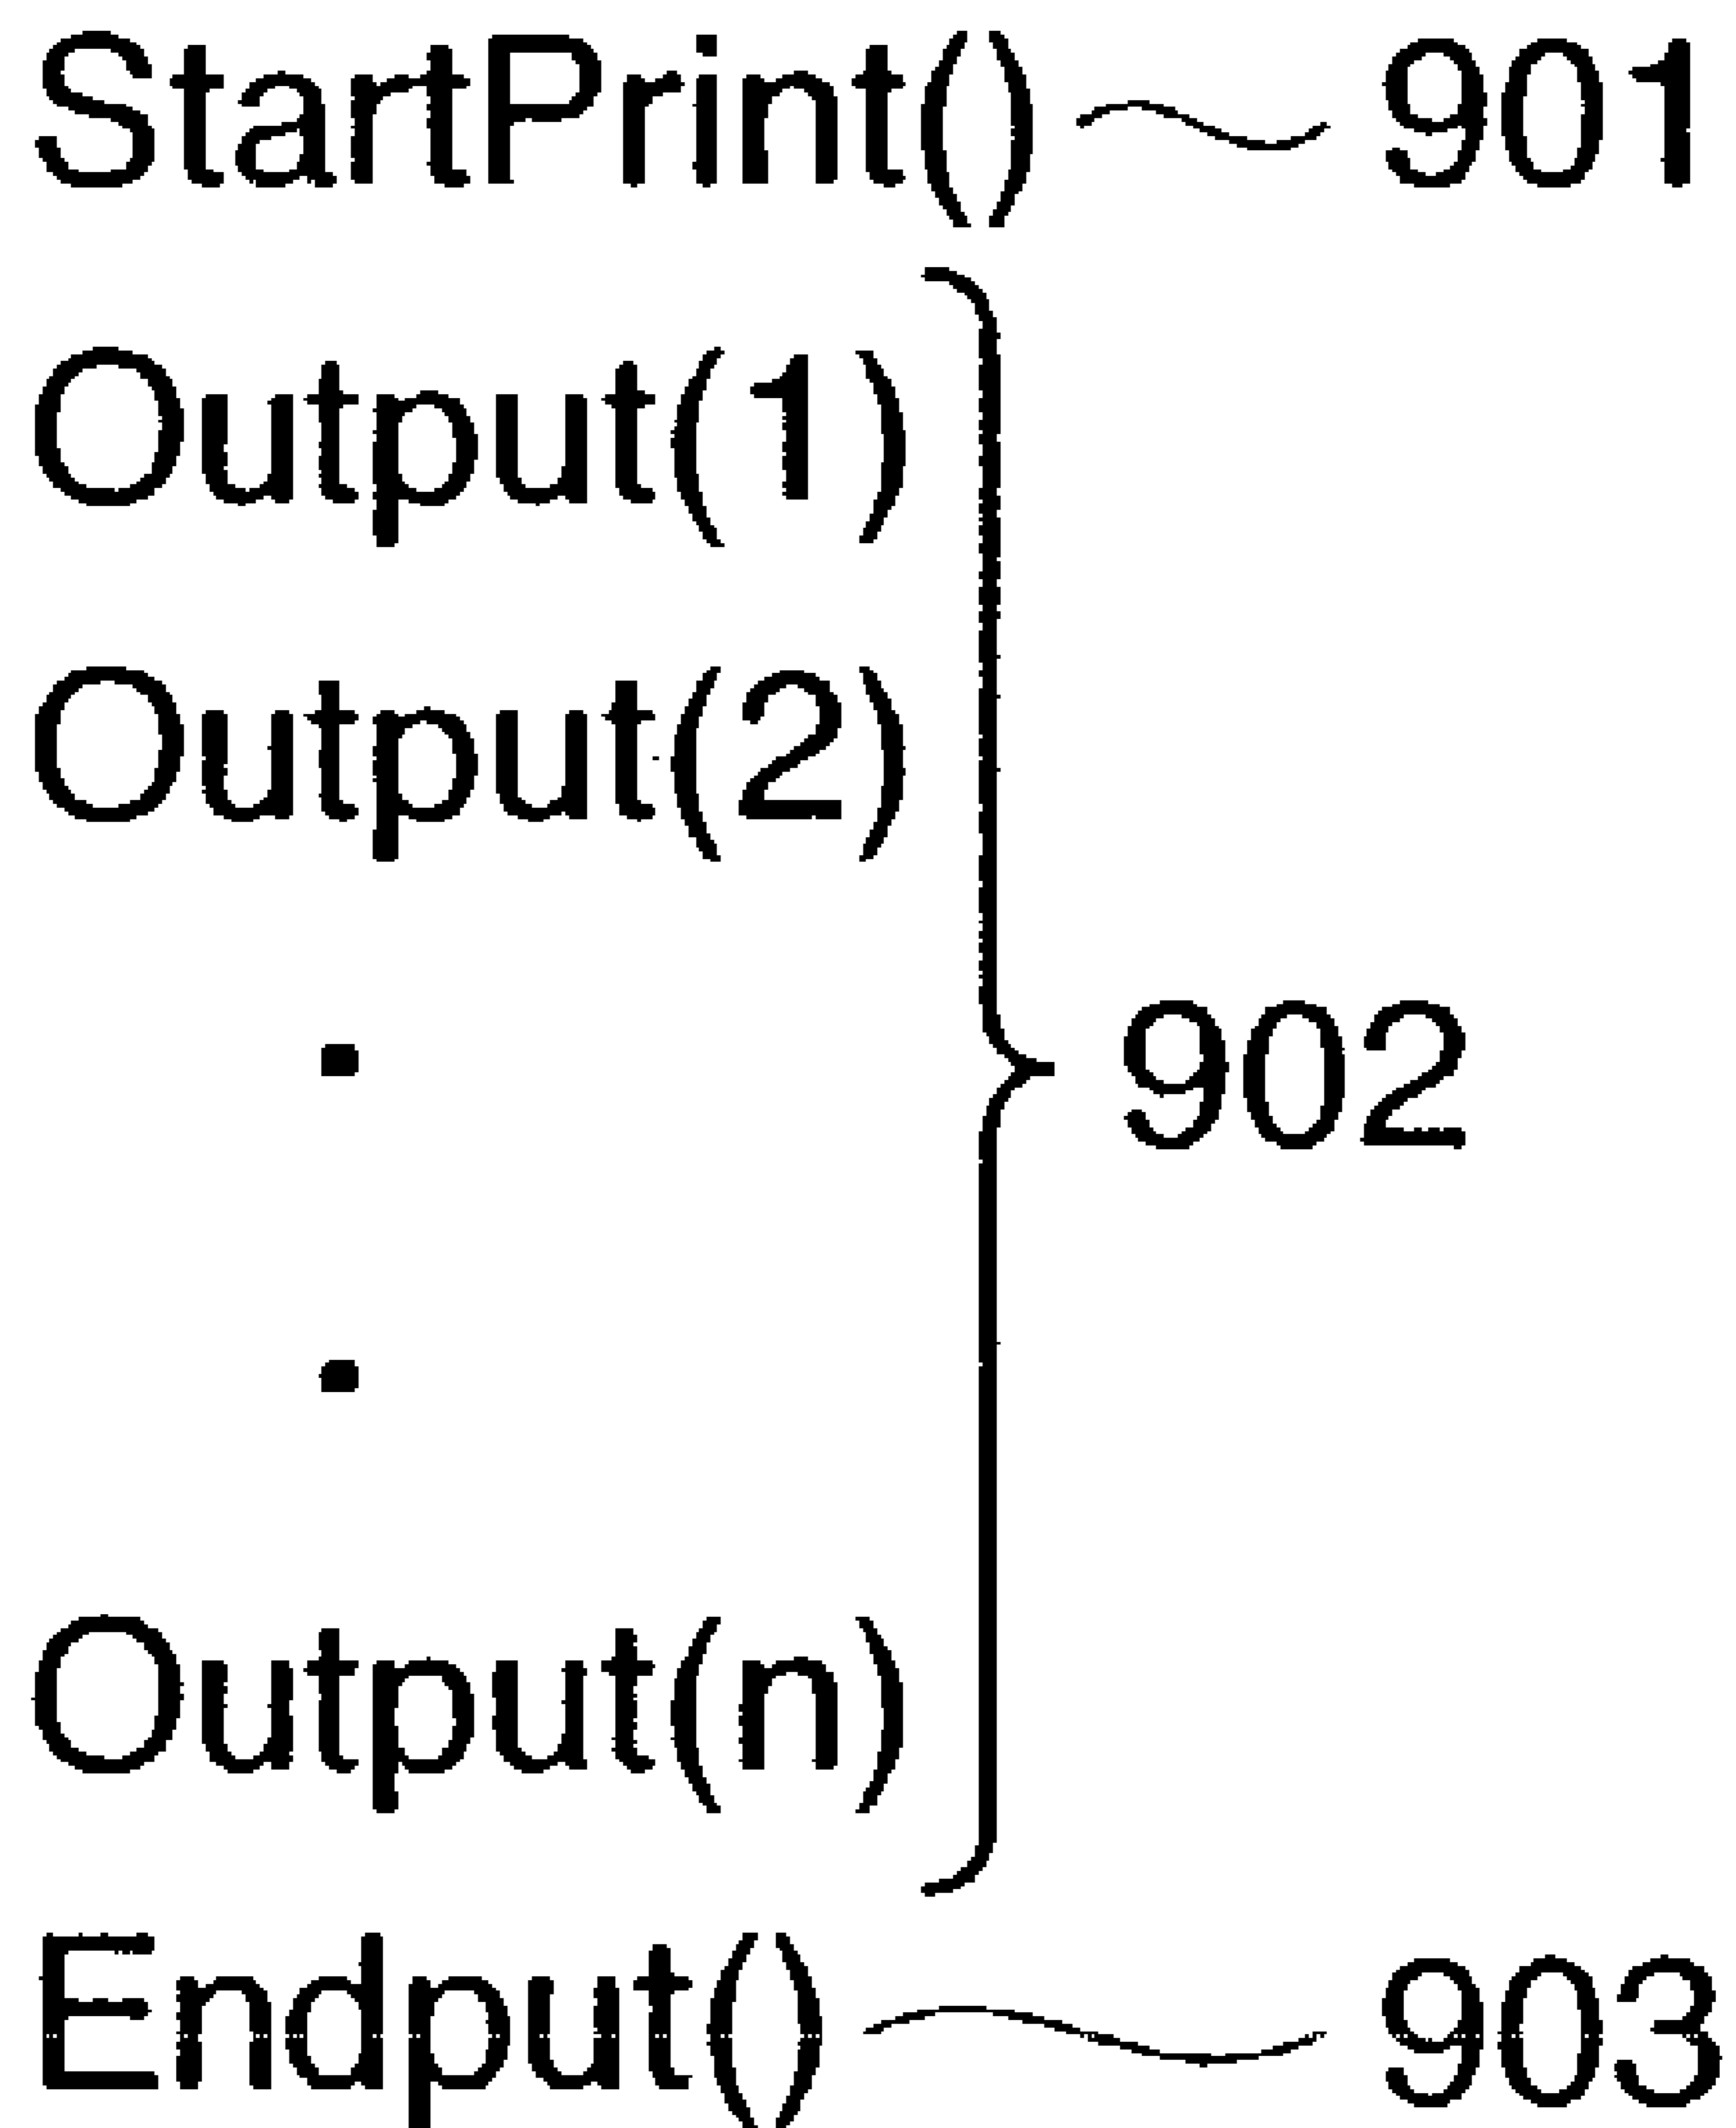 StartPrint() 901
Output(1)
Output(2)
.
902
.
Output(n)
Endput() 903